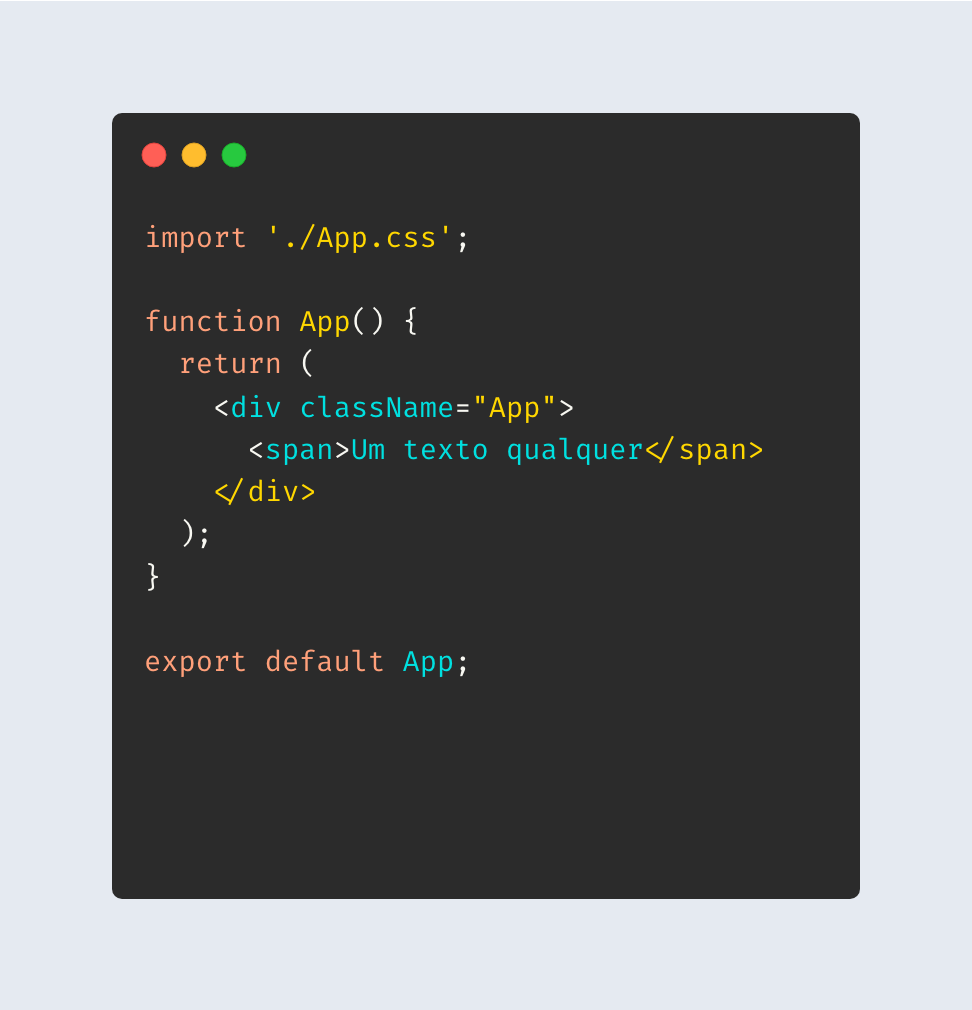 import './App.css';
function App() {
  return (
    <div className="App">
      <span>Um texto qualquer</span>
    </div>
  );
}
export default App;